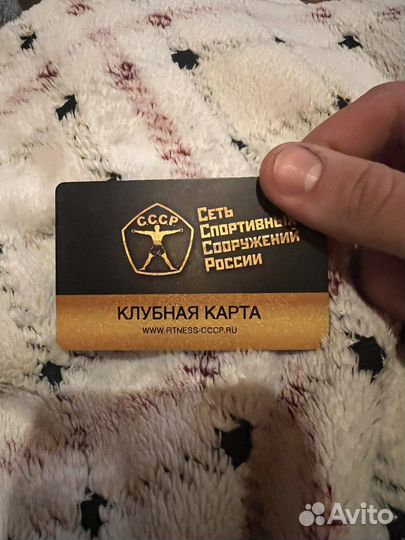 СССР
Сеть
Спортивных
Сооружений
России
КЛУБНАЯ КАРТА
WWW.FITNESS-CCCP.RU
Avito